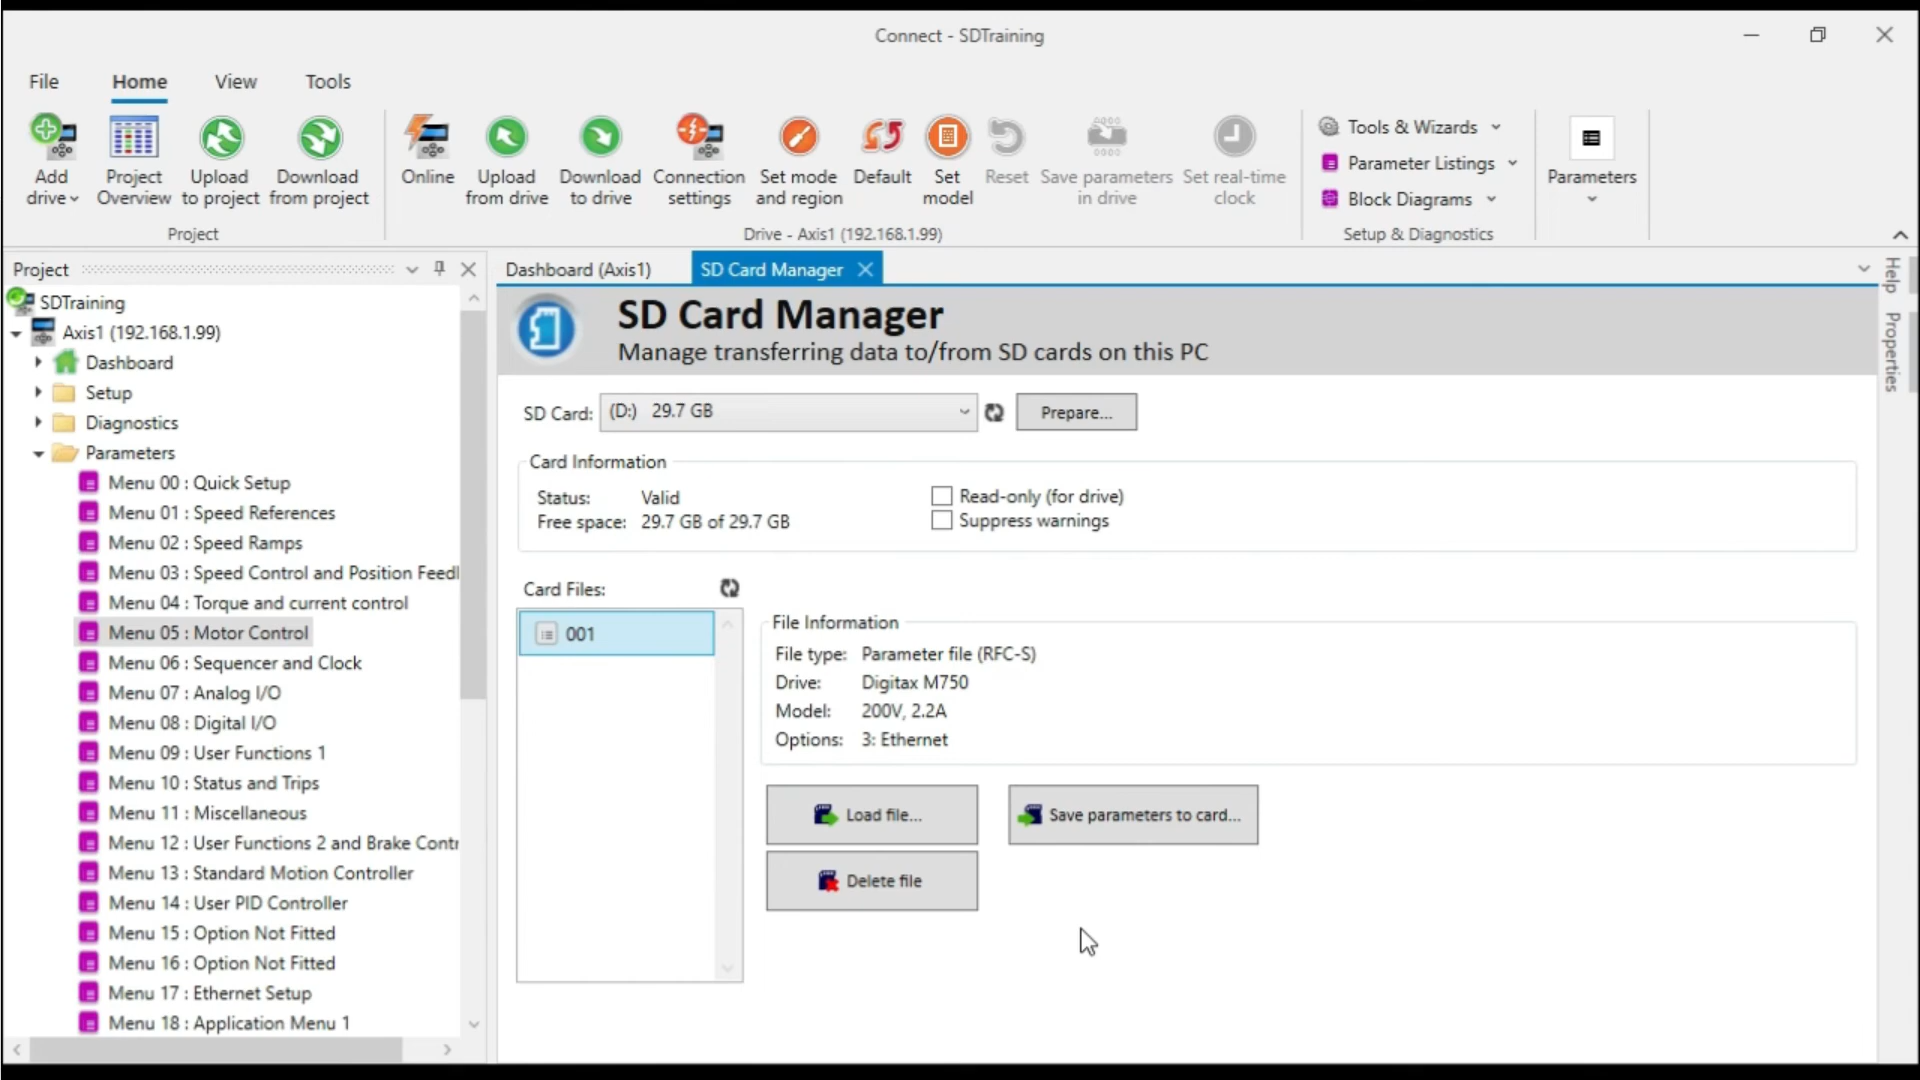 Connect - SDTraining
File Home View Tools
Add drive
Project Overview
Upload to project
Download from project
Project
Online
Upload from drive
Download to drive
Connection settings
Set mode and region
Default
Set model
Reset
Save parameters in drive
Set real-time clock
Drive - Axis1 (192.168.1.99)
Tools & Wizards
Parameter Listings
Block Diagrams
Setup & Diagnostics
Parameters
Project
SDTraining
Axis1 (192.168.1.99)
Dashboard
Setup
Diagnostics
Parameters
Menu 00 : Quick Setup
Menu 01 : Speed References
Menu 02 : Speed Ramps
Menu 03 : Speed Control and Position Feedl
Menu 04 : Torque and current control
Menu 05 : Motor Control
Menu 06 : Sequencer and Clock
Menu 07 : Analog I/O
Menu 08 : Digital I/O
Menu 09 : User Functions 1
Menu 10 : Status and Trips
Menu 11 : Miscellaneous
Menu 12 : User Functions 2 and Brake Contr
Menu 13 : Standard Motion Controller
Menu 14 : User PID Controller
Menu 15 : Option Not Fitted
Menu 16 : Option Not Fitted
Menu 17 : Ethernet Setup
Menu 18 : Application Menu 1
Dashboard (Axis1) SD Card Manager
SD Card Manager
Manage transferring data to/from SD cards on this PC
SD Card: (D:) 29.7 GB Prepare...
Card Information
Status: Valid
Free space: 29.7 GB of 29.7 GB
Read-only (for drive)
Suppress warnings
Card Files:
001
File Information
File type: Parameter file (RFC-S)
Drive: Digitax M750
Model: 200V, 2.2A
Options: 3: Ethernet
Load file...
Save parameters to card...
Delete file
Help
Properties